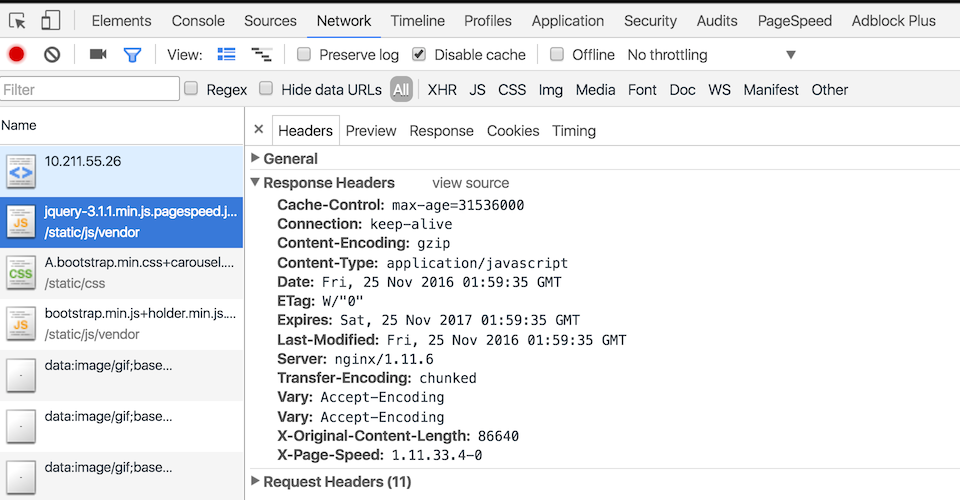 Elements Console Sources Network Timeline Profiles Application Security Audits PageSpeed Adblock Plus
View: Preserve log Disable cache Offline No throttling
Filter Regex Hide data URLs All XHR JS CSS Img Media Font Doc WS Manifest Other
Name
10.211.55.26
jquery-3.1.1.min.js.pagespeed.j...
/static/js/vendor
A.bootstrap.min.css+carousel....
/static/css
bootstrap.min.js+holder.min.js....
/static/js/vendor
data:image/gif;base...
data:image/gif;base...
data:image/gif;base...
Headers Preview Response Cookies Timing
General
Response Headers view source
Cache-Control: max-age=31536000
Connection: keep-alive
Content-Encoding: gzip
Content-Type: application/javascript
Date: Fri, 25 Nov 2016 01:59:35 GMT
ETag: W/"0"
Expires: Sat, 25 Nov 2017 01:59:35 GMT
Last-Modified: Fri, 25 Nov 2016 01:59:35 GMT
Server: nginx/1.11.6
Transfer-Encoding: chunked
Vary: Accept-Encoding
Vary: Accept-Encoding
X-Original-Content-Length: 86640
X-Page-Speed: 1.11.33.4-0
Request Headers (11)